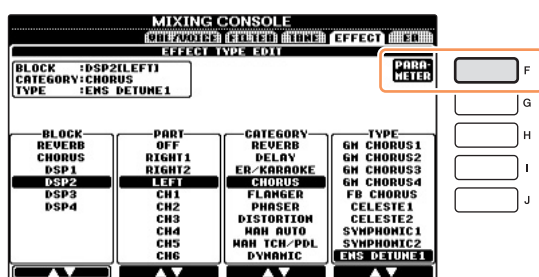 MIXING CONSOLE
VOL/VOICE FILTER TUNE EFFECT EQ
EFFECT TYPE EDIT
BLOCK :DSP2[LEFT]
CATEGORY:CHORUS
TYPE :ENS DETUNE1
PARA-
METER
F
G
H
I
J
BLOCK PART CATEGORY TYPE
REVERB OFF REVERB GM CHORUS1
CHORUS RIGHT1 DELAY GM CHORUS2
DSP1 RIGHT2 ER/KARAOKE GM CHORUS3
DSP2 LEFT CHORUS GM CHORUS4
DSP3 CH1 FLANGER FB CHORUS
DSP4 CH2 PHASER CELESTE1
CH3 DISTORTION CELESTE2
CH4 WAH AUTO SYMPHONIC1
CH5 WAH TCH/PDL SYMPHONIC2
CH6 DYNAMIC ENS DETUNE1